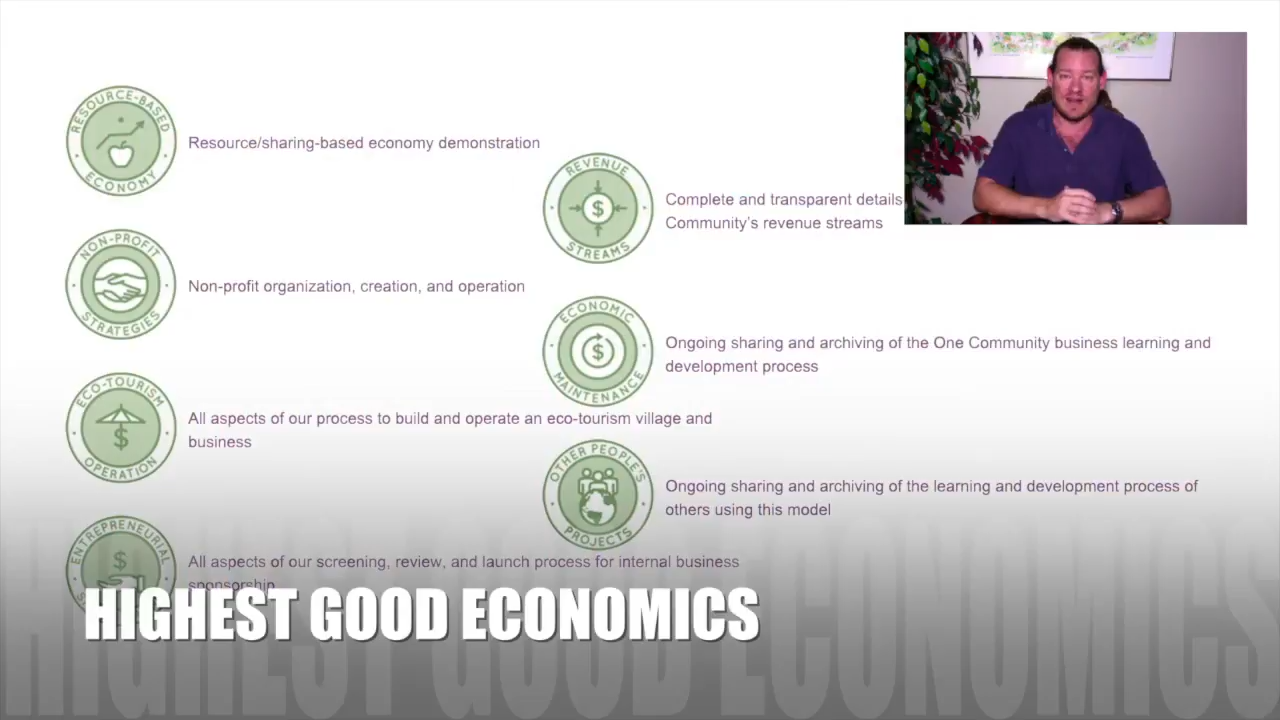 RESOURCE-BASED
ECONOMY
Resource/sharing-based economy demonstration
NON-PROFIT
STRATEGIES
Non-profit organization, creation, and operation
ECO-TOURISM
$
OPERATION
All aspects of our process to build and operate an eco-tourism village and
business
ENTREPRENEURIAL
$
All aspects of our screening, review, and launch process for internal business
sponsorship
REVENUE
$
STREAMS
Complete and transparent details
Community's revenue streams
ECONOMIC
$
MAINTENANCE
Ongoing sharing and archiving of the One Community business learning and
development process
OTHER PEOPLE'S
PROJECTS
Ongoing sharing and archiving of the learning and development process of
others using this model
HIGHEST GOOD ECONOMICS
HIGHEST GOOD ECONOMICS